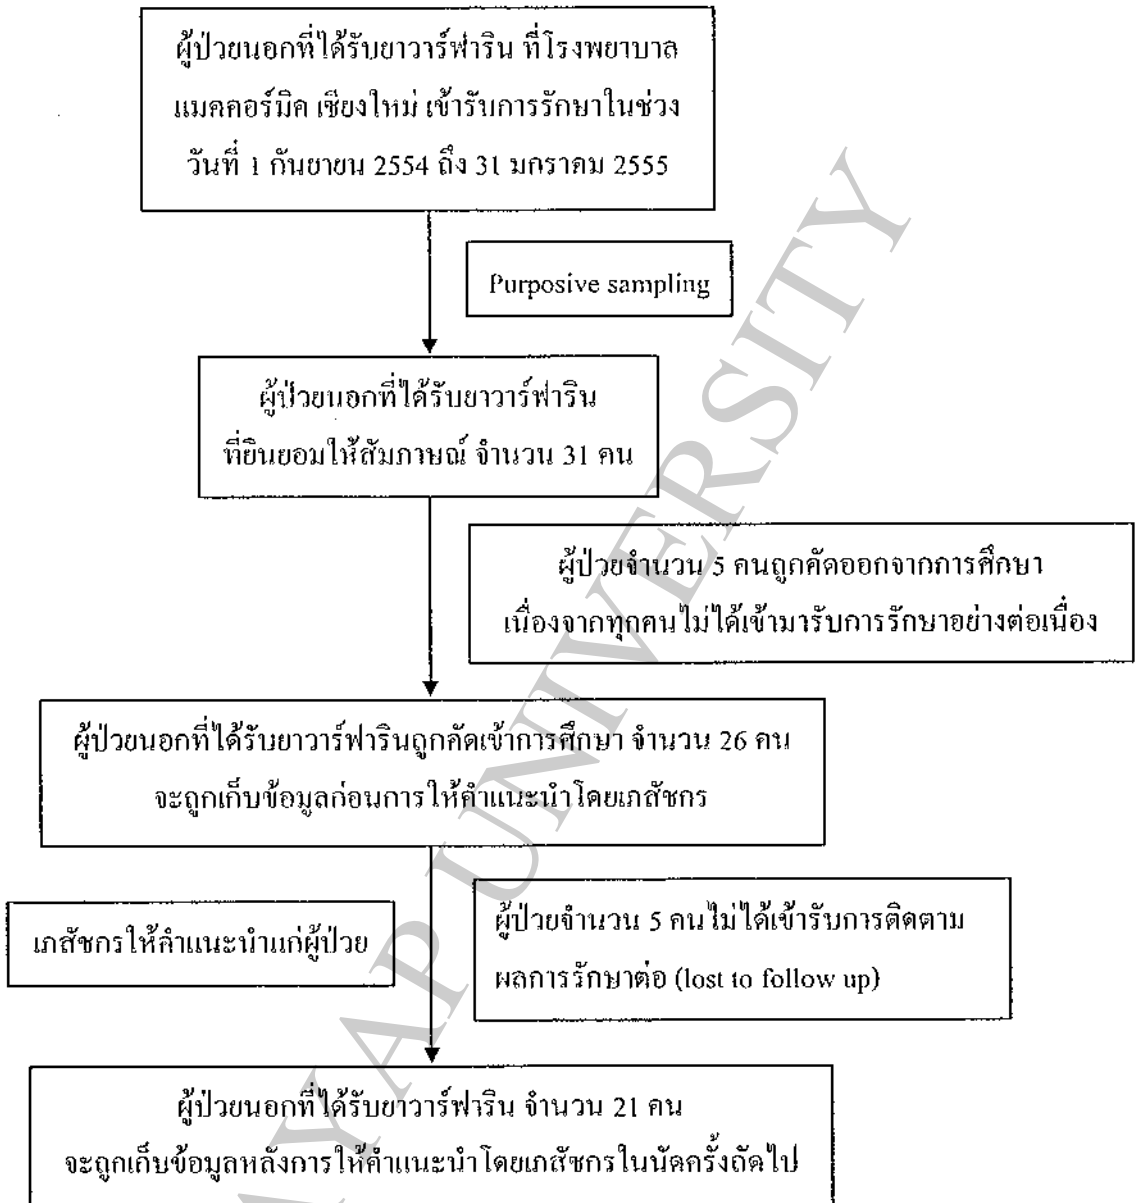 ผู้ป่วยนอกที่ได้รับยาวาร์ฟาริน ที่โรงพยาบาล
แมคคอร์มิค เชียงใหม่ เข้ารับการรักษาในช่วง
วันที่ 1 กันยายน 2554 ถึง 31 มกราคม 2555
Purposive sampling
ผู้ป่วยนอกที่ได้รับยาวาร์ฟาริน
ที่ยินยอมให้สัมภาษณ์ จำนวน 31 คน
ผู้ป่วยจำนวน 5 คนถูกคัดออกจากการศึกษา
เนื่องจากทุกคนไม่ได้เข้ามารับการรักษาอย่างต่อเนื่อง
ผู้ป่วยนอกที่ได้รับยาวาร์ฟารินถูกคัดเข้าการศึกษา จำนวน 26 คน
จะถูกเก็บข้อมูลก่อนการให้คำแนะนำโดยเภสัชกร
เภสัชกรให้คำแนะนำแก่ผู้ป่วย
ผู้ป่วยจำนวน 5 คนไม่ได้เข้ารับการติดตาม
ผลการรักษาต่อ (lost to follow up)
ผู้ป่วยนอกที่ได้รับยาวาร์ฟาริน จำนวน 21 คน
จะถูกเก็บข้อมูลหลังการให้คำแนะนำโดยเภสัชกรในนัดครั้งถัดไป
YAP UNIVERSITY